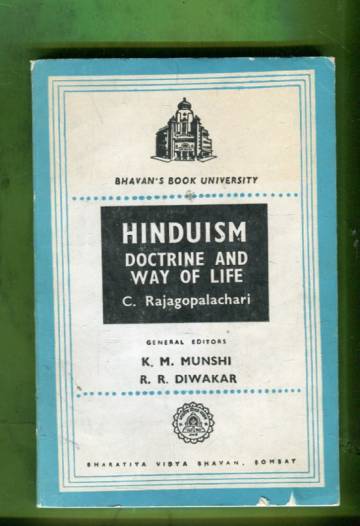 BHAVAN'S BOOK UNIVERSITY
HINDUISM
DOCTRINE AND
WAY OF LIFE
C. Rajagopalachari
GENERAL EDITORS
K. M. MUNSHI
R. R. DIWAKAR
BHARATIYA VIDYA BHAVAN, BOMBAY